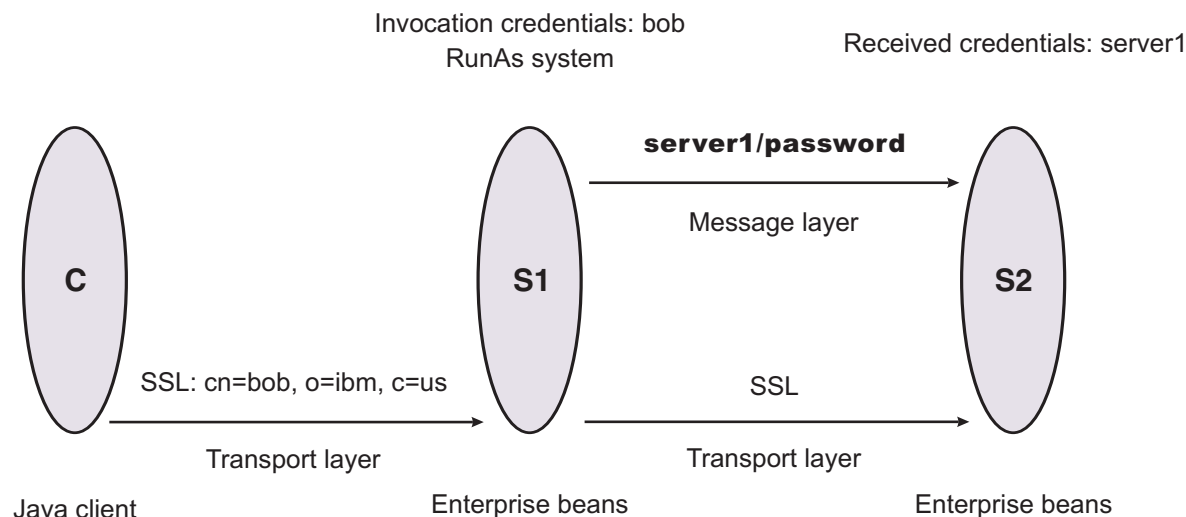 Invocation credentials: bob
RunAs system
Received credentials: server1
server1/password
Message layer
C
S1
S2
SSL: cn=bob, o=ibm, c=us
SSL
Transport layer
Transport layer
Java client
Enterprise beans
Enterprise beans